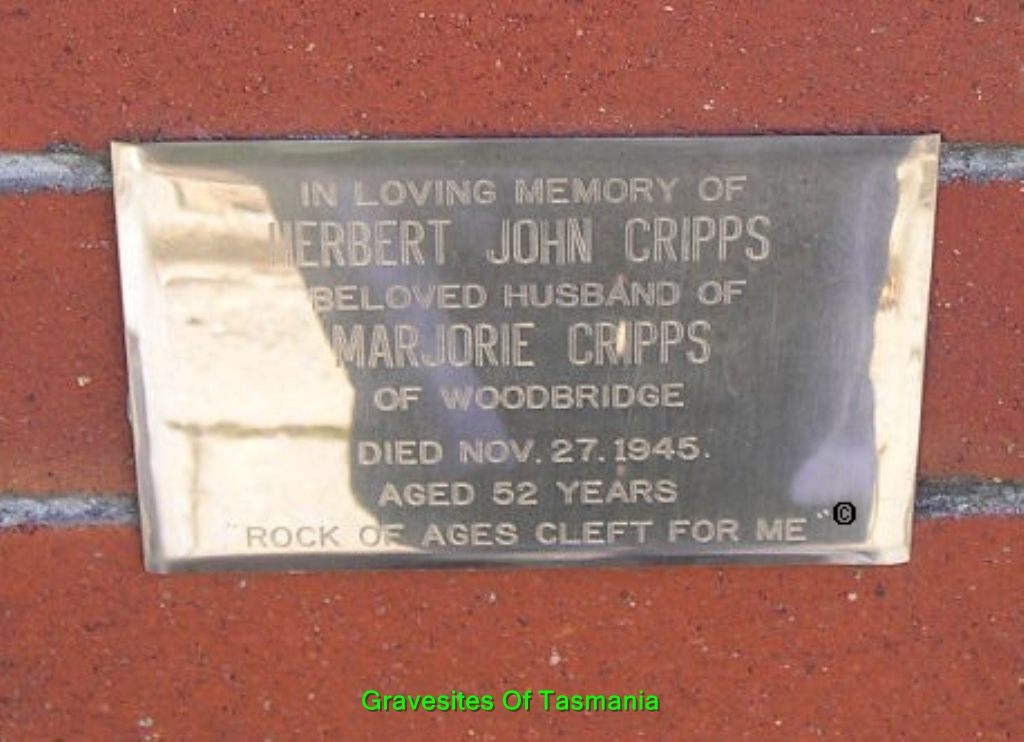 IN LOVING MEMORY OF
HERBERT JOHN CRIPPS
BELOVED HUSBAND OF
MARJORIE CRIPPS
OF WOODBRIDGE
DIED NOV. 27. 1945.
AGED 52 YEARS
"ROCK OF AGES CLEFT FOR ME"
©
Gravesites Of Tasmania